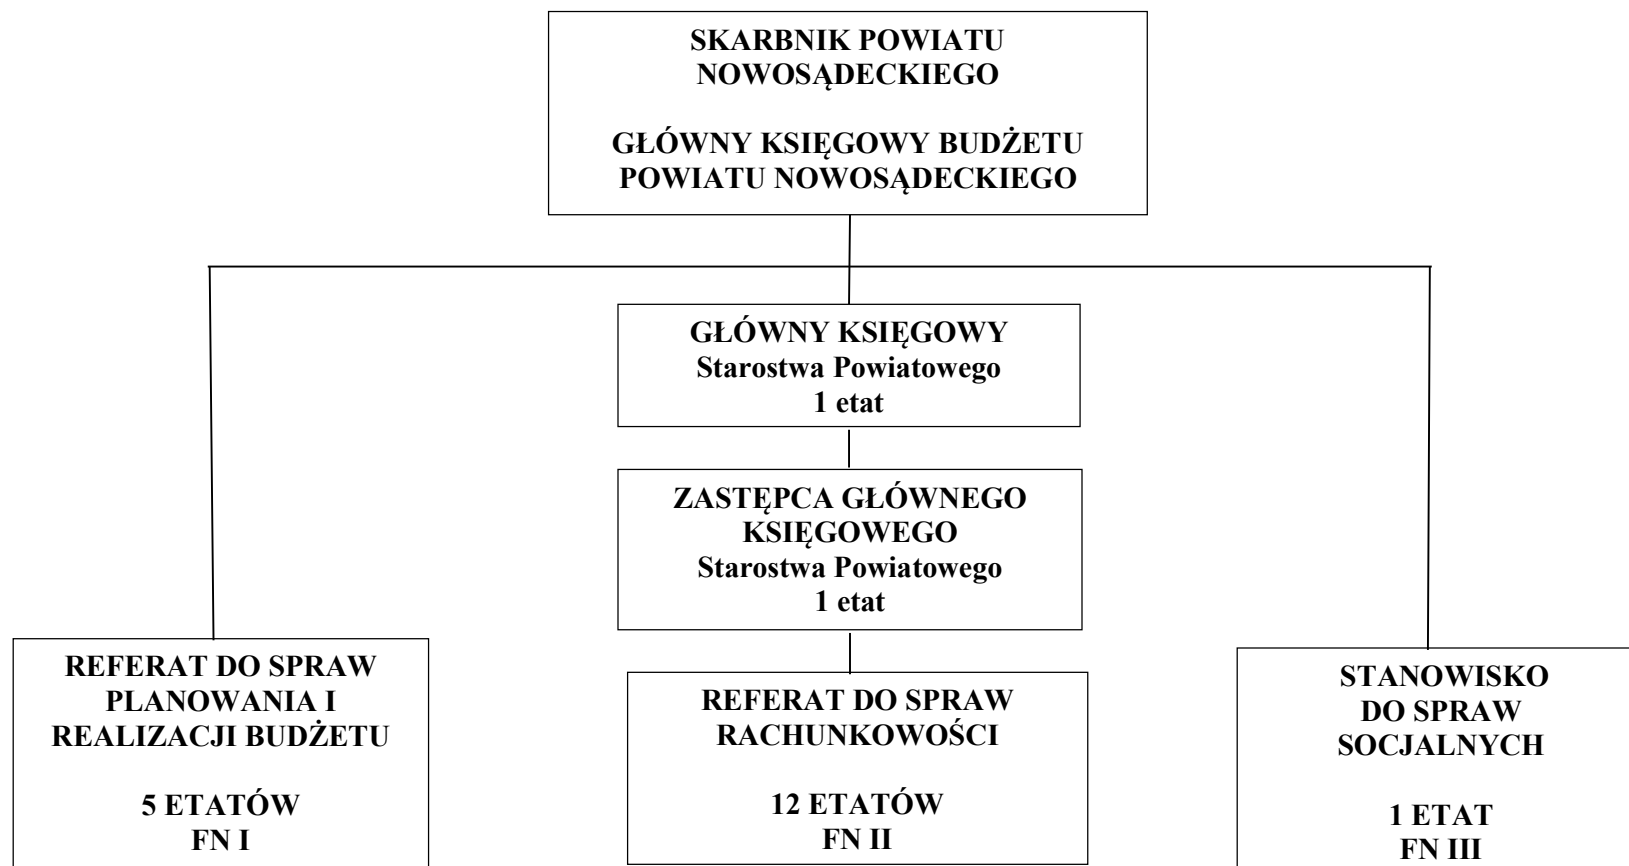 SKARBNIK POWIATU
NOWOSĄDECKIEGO
GŁÓWNY KSIĘGOWY BUDŻETU
POWIATU NOWOSĄDECKIEGO
GŁÓWNY KSIĘGOWY
Starostwa Powiatowego
1 etat
ZASTĘPCA GŁÓWNEGO
KSIĘGOWEGO
Starostwa Powiatowego
1 etat
REFERAT DO SPRAW
PLANOWANIA I
REALIZACJI BUDŻETU
5 ETATÓW
FN I
REFERAT DO SPRAW
RACHUNKOWOŚCI
12 ETATÓW
FN II
STANOWISKO
DO SPRAW
SOCJALNYCH
1 ETAT
FN III